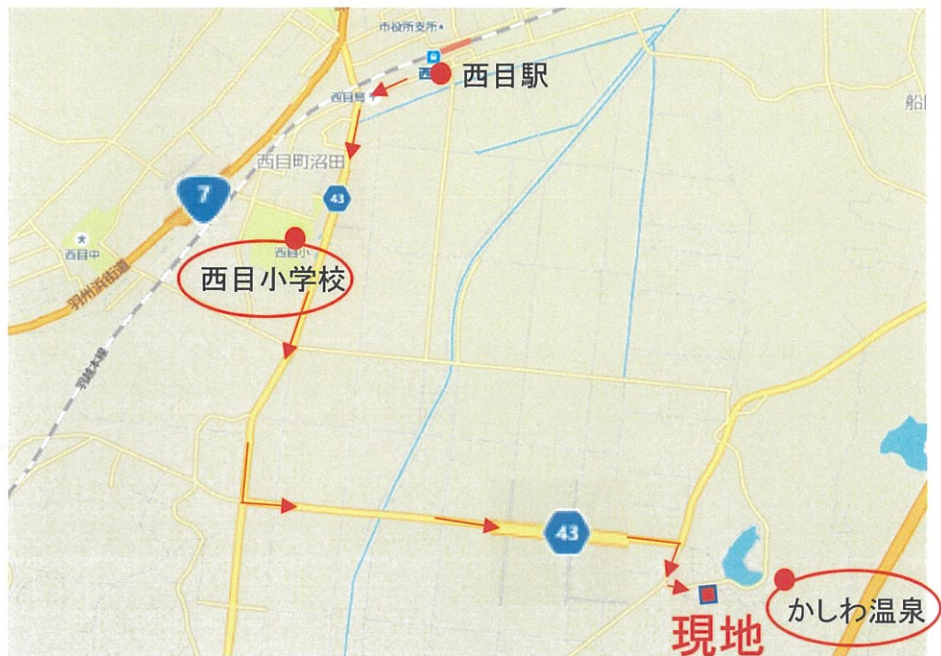 市役所支所
西
西目駅
西目局
船
西目町沼田
7
43
西目中
西目小
西目小学校
羽州浜街道
羽越本線
43
かしわ温泉
現地